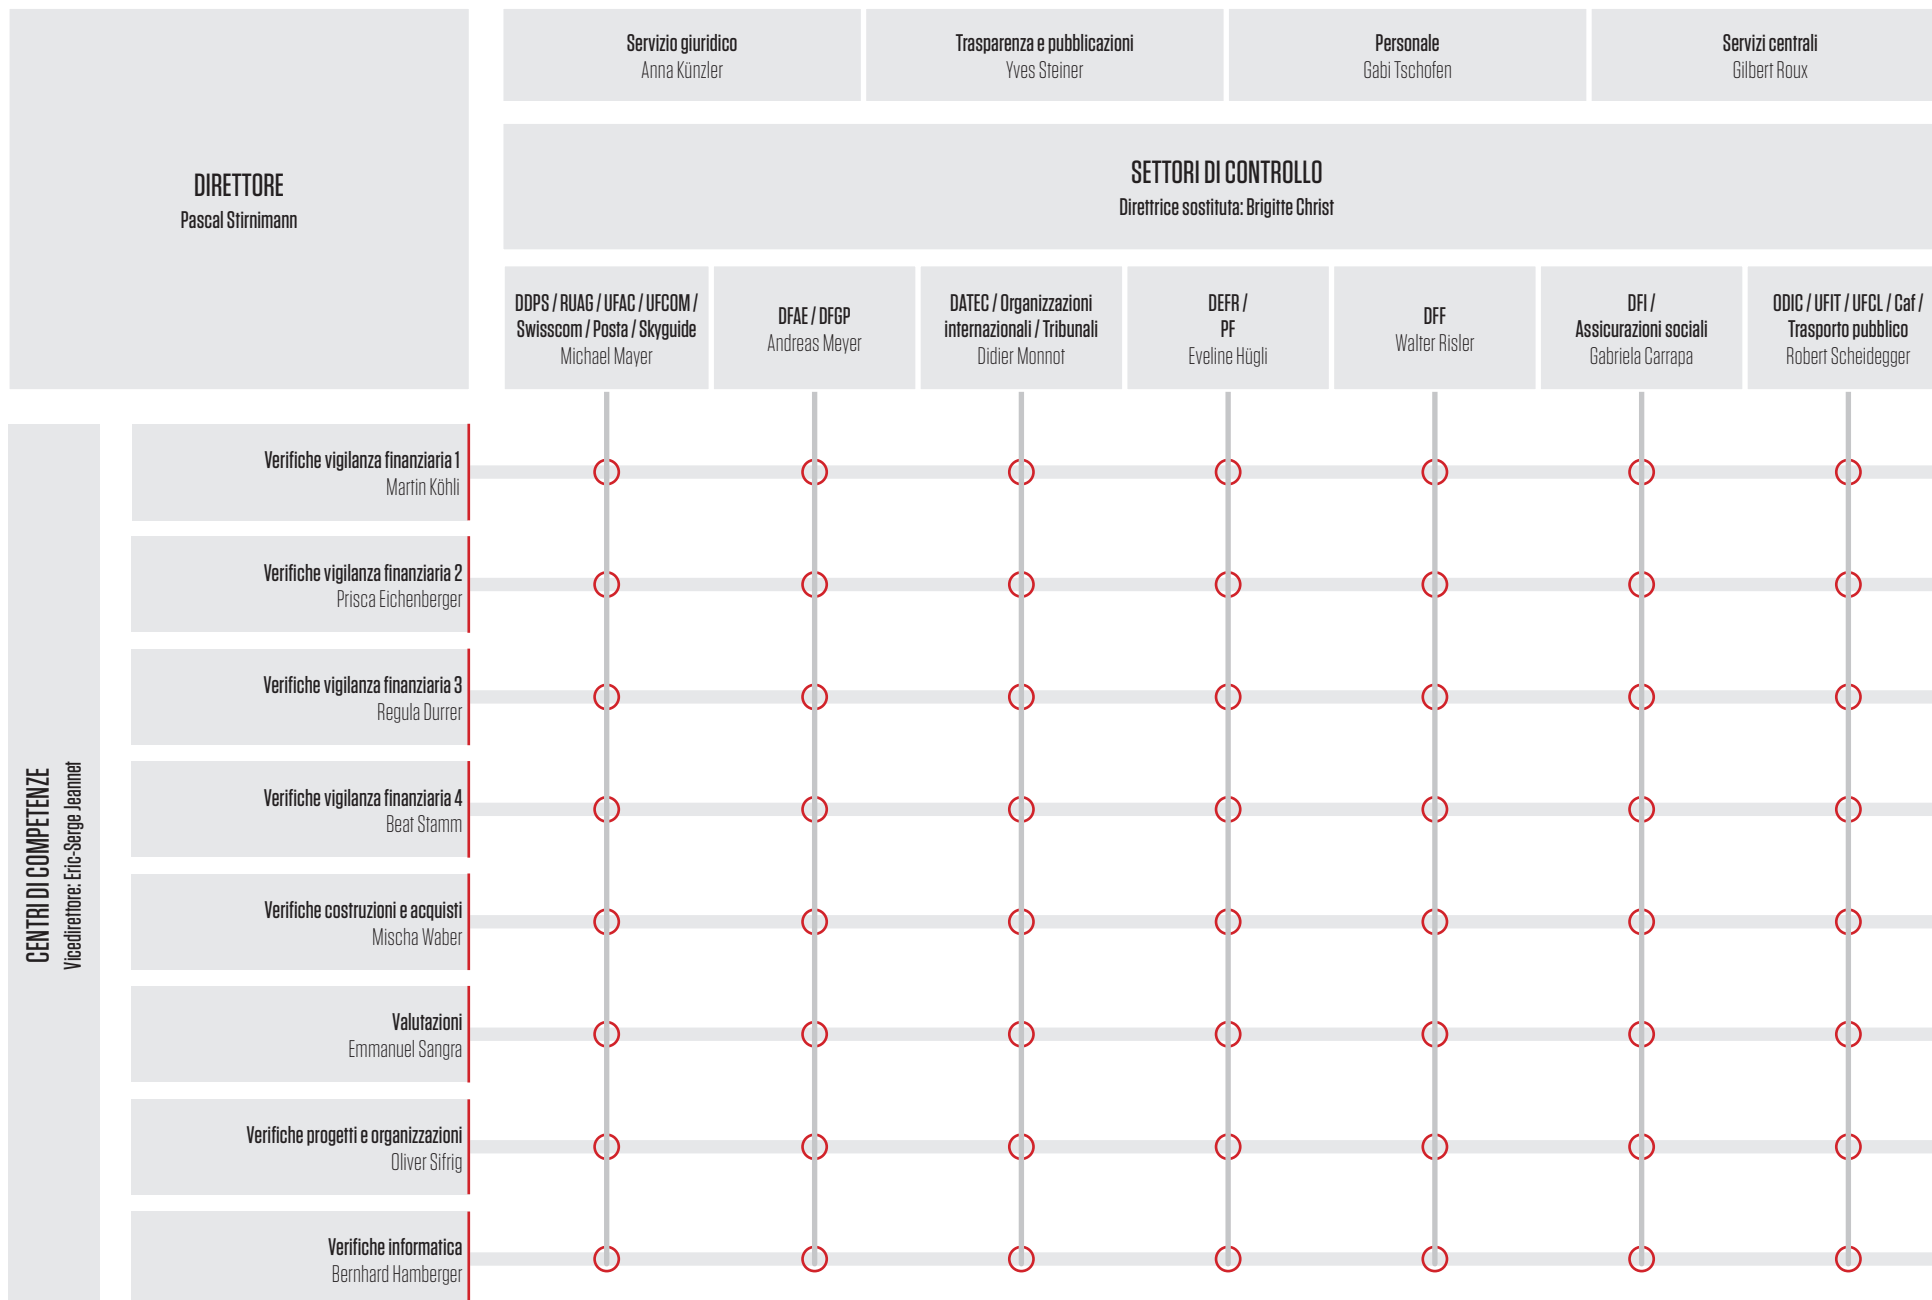 Servizio giuridico
Anna Künzler
Trasparenza e pubblicazioni
Yves Steiner
Personale
Gabi Tschofen
Servizi centrali
Gilbert Roux
DIRETTORE
Pascal Stirnimann
SETTORI DI CONTROLLO
Direttrice sostituta: Brigitte Christ
DDPS / RUAG / UFAC / UFCOM /
Swisscom / Posta / Skyguide
Michael Mayer
DFAE / DFGP
Andreas Meyer
DATEC / Organizzazioni
internazionali / Tribunali
Didier Monnot
DEFR /
PF
Eveline Hügli
DFF
Walter Risler
DFI /
Assicurazioni sociali
Gabriela Carrapa
ODIC / UFIT / UFCL / Caf /
Trasporto pubblico
Robert Scheidegger
CENTRI DI COMPETENZE
Vicedirettore: Eric-Serge Jeannet
Verifiche vigilanza finanziaria 1
Martin Köhli
Verifiche vigilanza finanziaria 2
Prisca Eichenberger
Verifiche vigilanza finanziaria 3
Regula Durrer
Verifiche vigilanza finanziaria 4
Beat Stamm
Verifiche costruzioni e acquisti
Mischa Waber
Valutazioni
Emmanuel Sangra
Verifiche progetti e organizzazioni
Oliver Sifrig
Verifiche informatica
Bernhard Hamberger